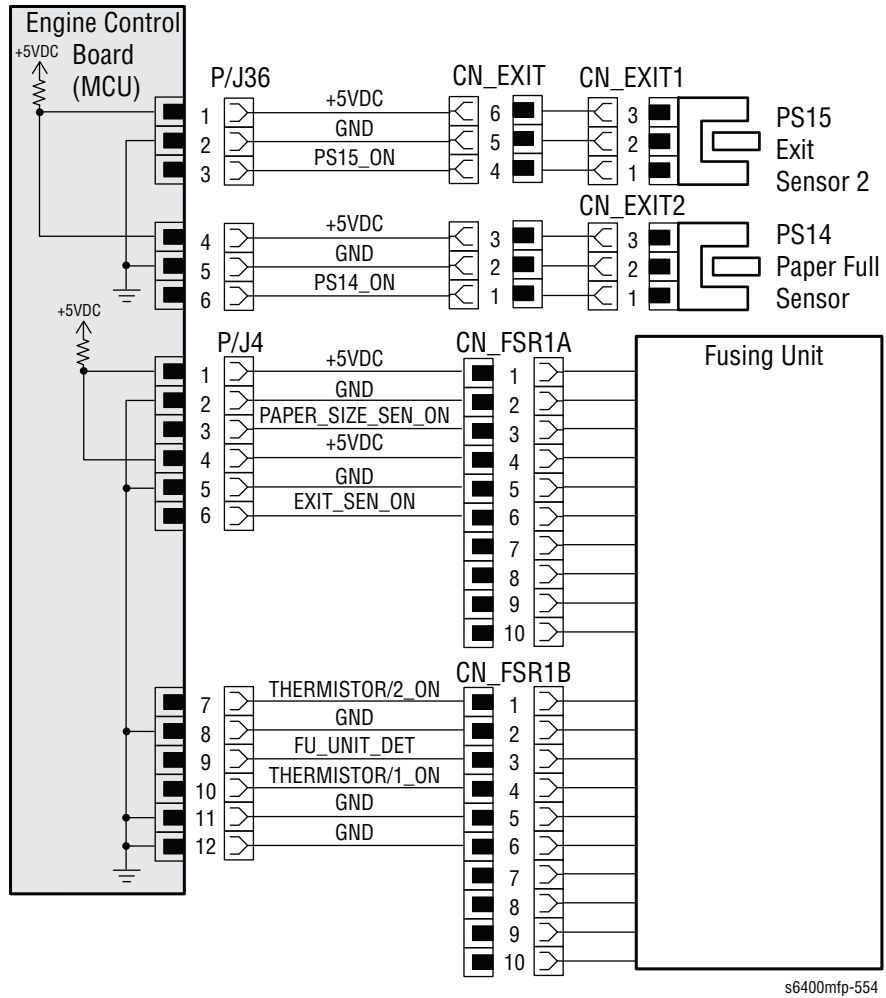 Engine Control
Board
(MCU)
+5VDC
P/J36
CN_EXIT
CN_EXIT1
1 +5VDC 6 3
2 GND 5 2
3 PS15_ON 4 1
PS15
Exit
Sensor 2
CN_EXIT2
4 +5VDC 3 3
5 GND 2 2
6 PS14_ON 1 1
PS14
Paper Full
Sensor
+5VDC
P/J4
CN_FSR1A
Fusing Unit
1 +5VDC 1
2 GND 2
3 PAPER_SIZE_SEN_ON 3
4 +5VDC 4
5 GND 5
6 EXIT_SEN_ON 6
7
8
9
10
CN_FSR1B
7 THERMISTOR/2_ON 1
8 GND 2
9 FU_UNIT_DET 3
10 THERMISTOR/1_ON 4
11 GND 5
12 GND 6
7
8
9
10
s6400mfp-554